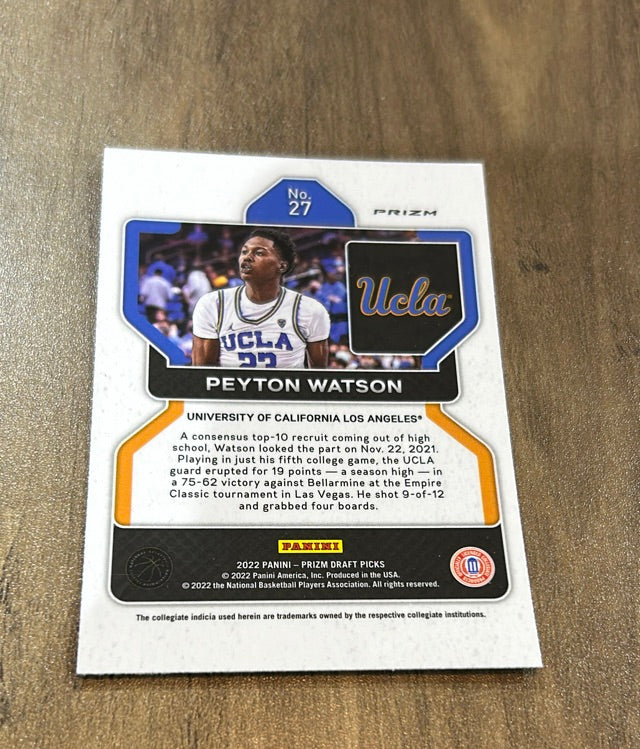 No.
27
PRIZM
UCLA
23
Ucla
PEYTON WATSON
UNIVERSITY OF CALIFORNIA LOS ANGELES®
A consensus top-10 recruit coming out of high
school, Watson looked the part on Nov. 22, 2021.
Playing in just his fifth college game, the UCLA
guard erupted for 19 points — a season high — in
a 75-62 victory against Bellarmine at the Empire
Classic tournament in Las Vegas. He shot 9-of-12
and grabbed four boards.
PANINI
2022 PANINI – PRIZM DRAFT PICKS
© 2022 Panini America, Inc. Produced in the USA.
© 2022 the National Basketball Players Association. All rights reserved.
The collegiate indicia used herein are trademarks owned by the respective collegiate institutions.